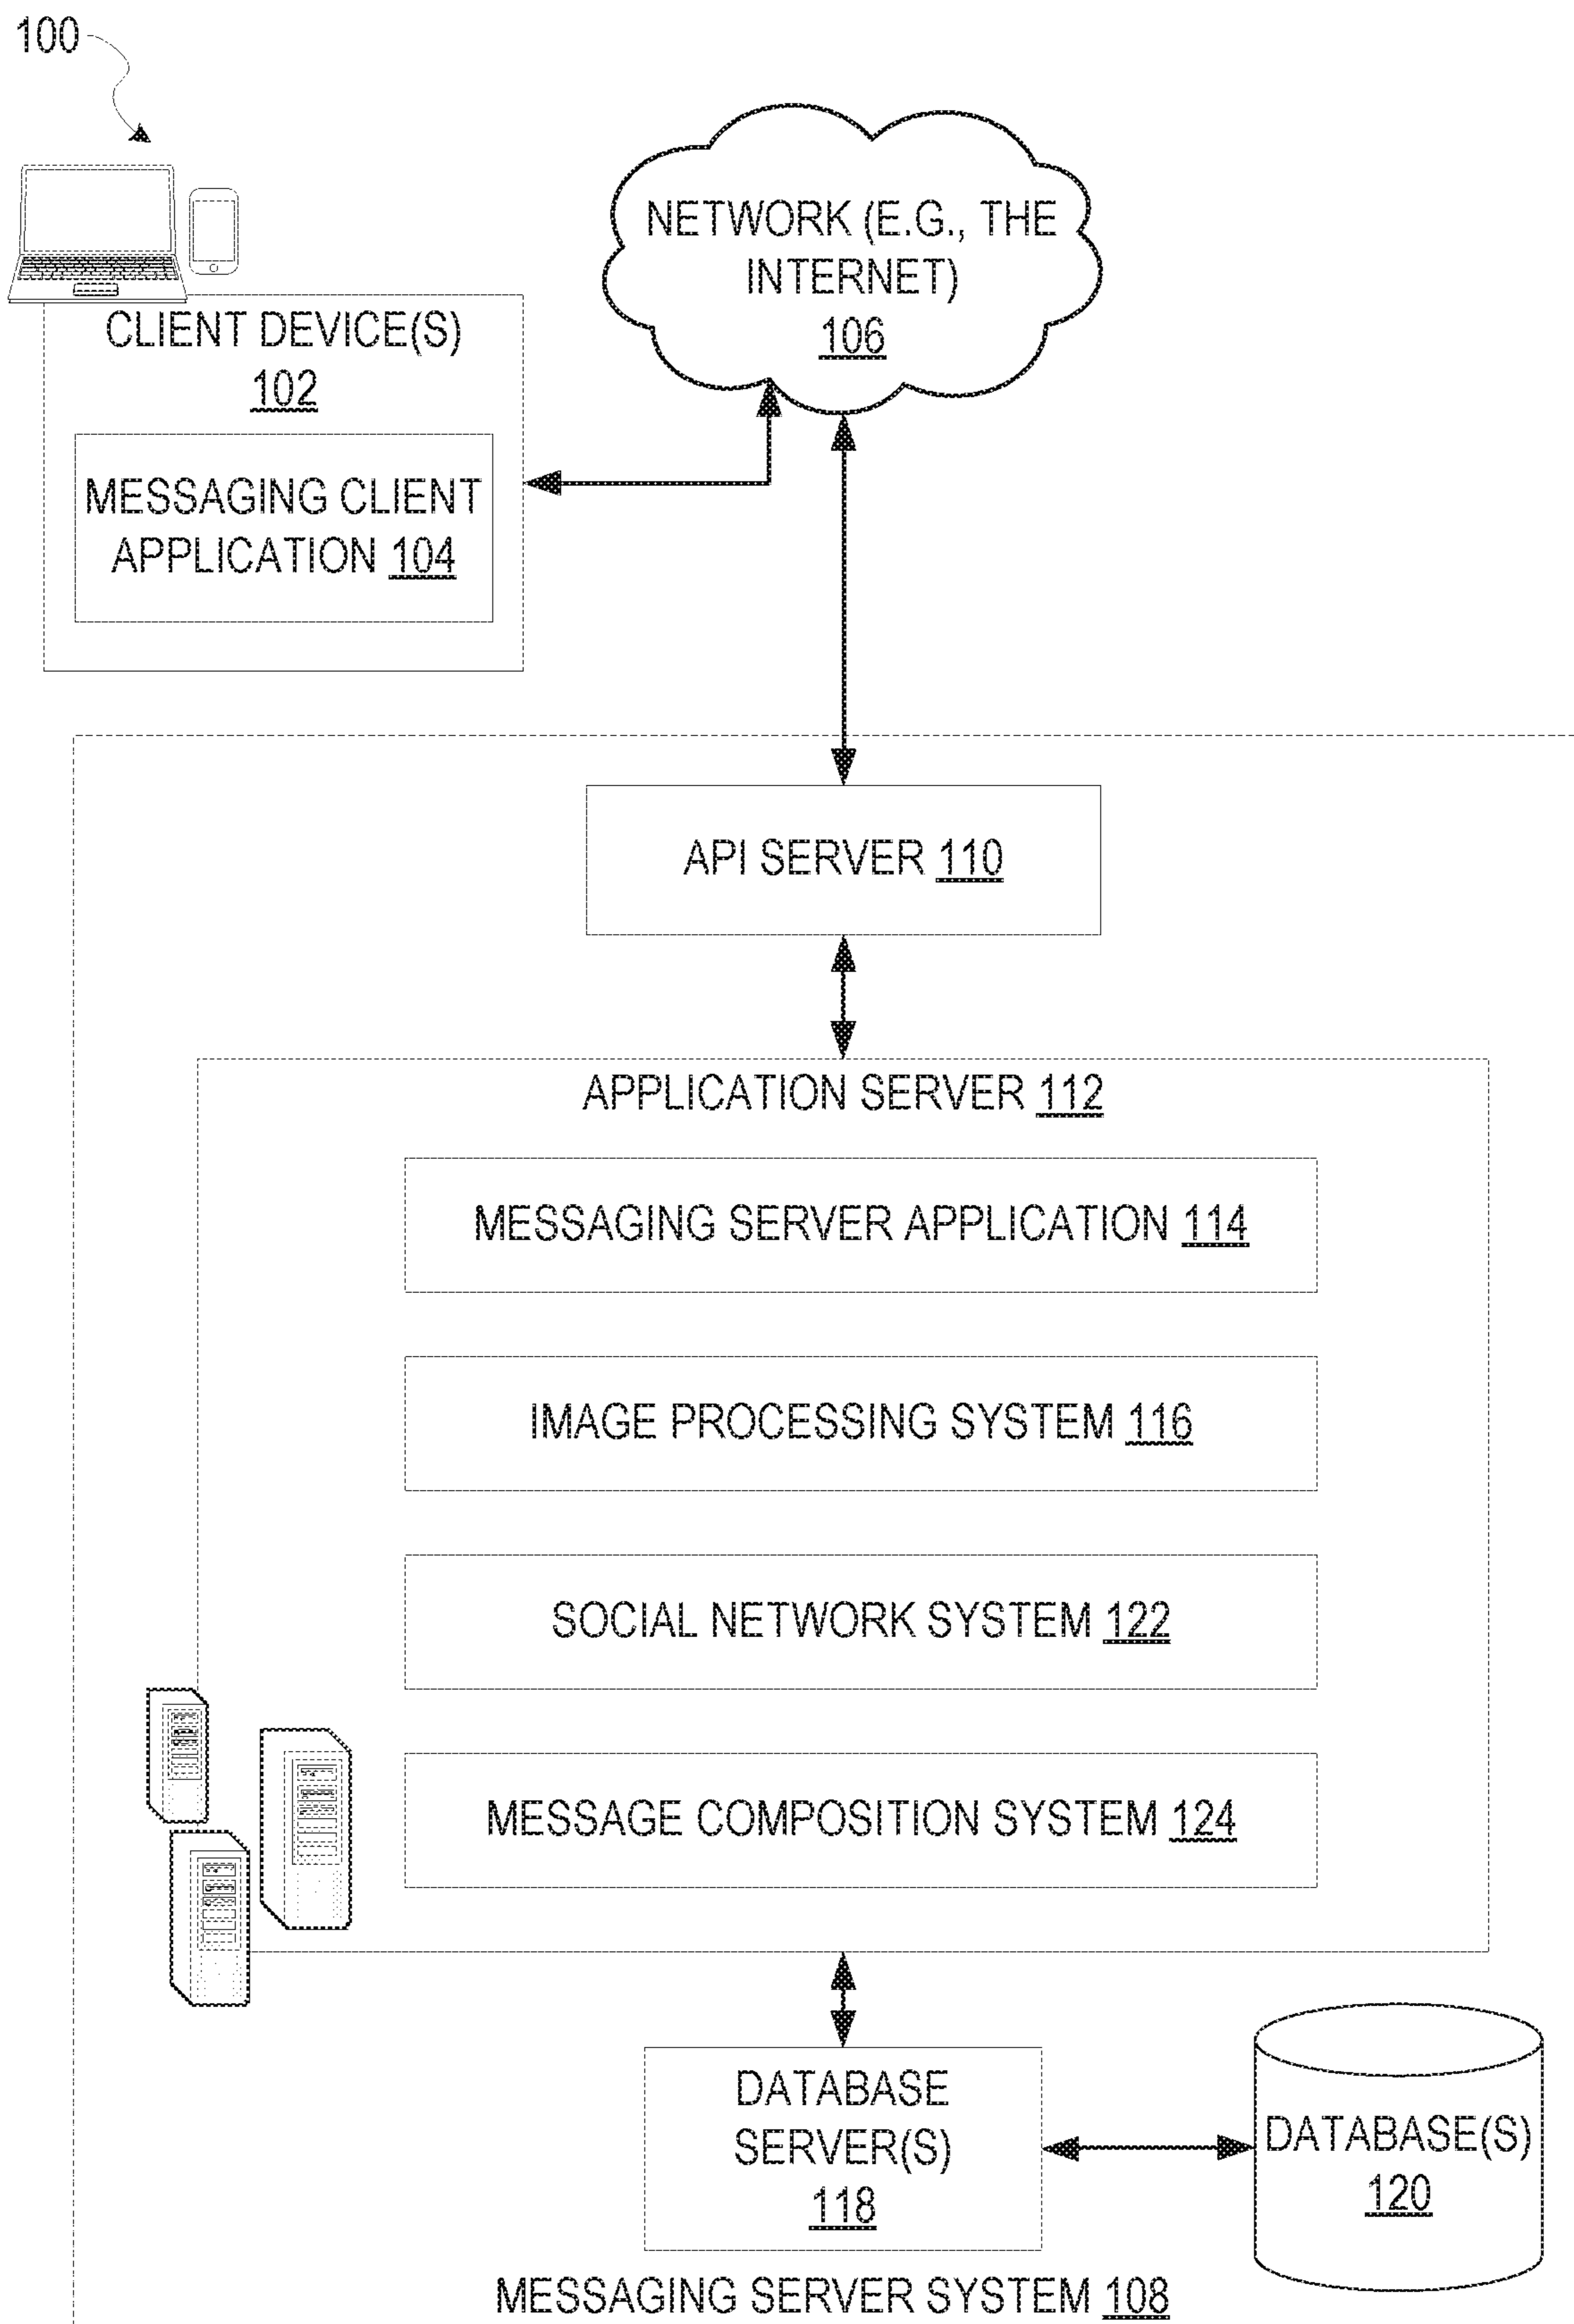 100
NETWORK (E.G., THE
INTERNET)
106
CLIENT DEVICE(S)
102
MESSAGING CLIENT
APPLICATION 104
API SERVER 110
APPLICATION SERVER 112
MESSAGING SERVER APPLICATION 114
IMAGE PROCESSING SYSTEM 116
SOCIAL NETWORK SYSTEM 122
MESSAGE COMPOSITION SYSTEM 124
DATABASE
SERVER(S)
118
DATABASE(S)
120
MESSAGING SERVER SYSTEM 108